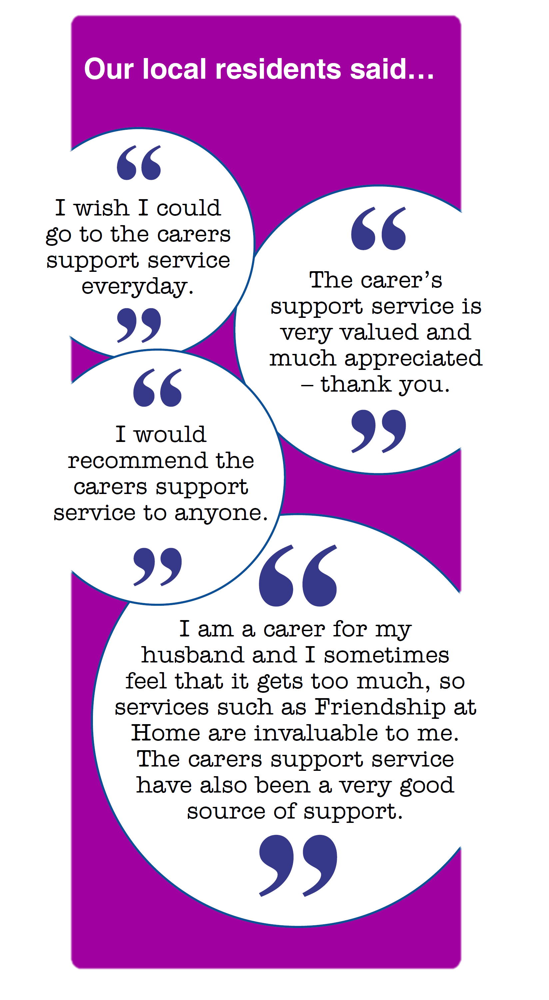 Our local residents said...
“
I wish I could
go to the carers
support service
everyday.
”
“
The carer’s
support service is
very valued and
much appreciated
– thank you.
”
“
I would
recommend the
carers support
service to anyone.
”
“
I am a carer for my
husband and I sometimes
feel that it gets too much, so
services such as Friendship at
Home are invaluable to me.
The carers support service
have also been a very good
source of support.
”